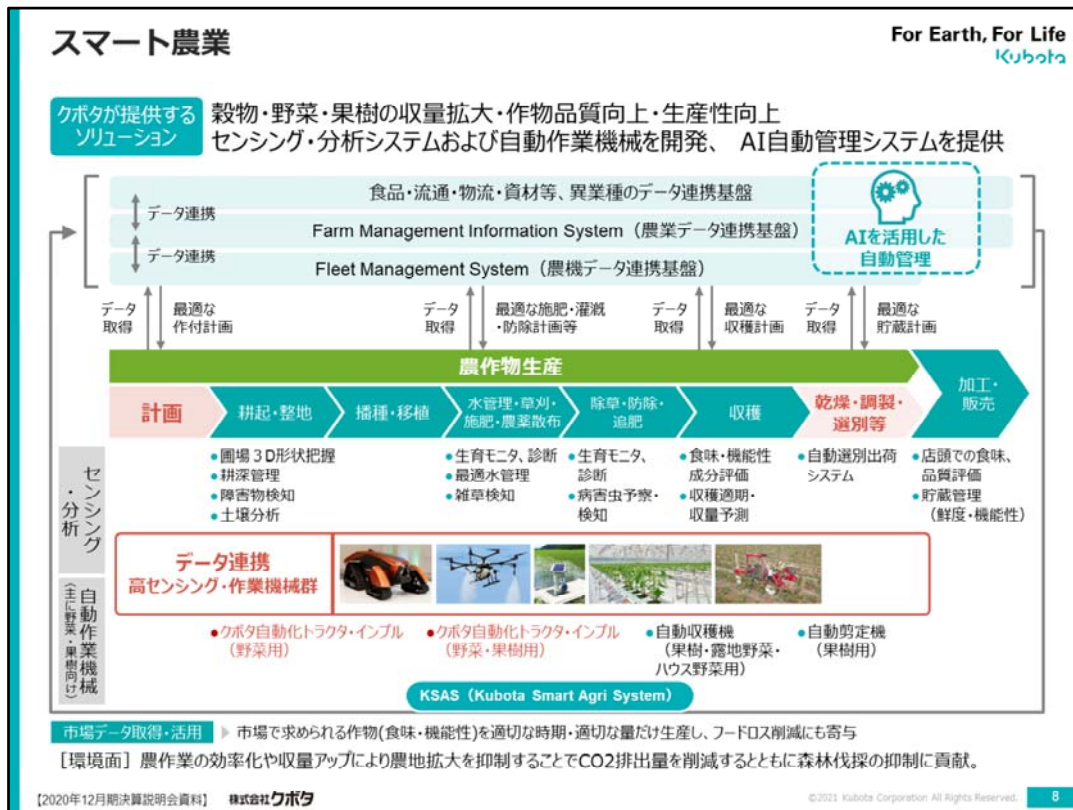 スマート農業
For Earth, For Life
Kubota
クボタが提供する
ソリューション
穀物・野菜・果樹の収量拡大・作物品質向上・生産性向上
センシング・分析システムおよび自動作業機械を開発、 AI自動管理システムを提供
食品・流通・物流・資材等、異業種のデータ連携基盤
データ連携
Farm Management Information System（農業データ連携基盤）
データ連携
Fleet Management System（農機データ連携基盤）
AIを活用した
自動管理
データ
取得
最適な
作付計画
データ
取得
最適な施肥・灌漑
・防除計画等
データ
取得
最適な
収穫計画
データ
取得
最適な
貯蔵計画
農作物生産
計画
耕起・整地
播種・移植
水管理・草刈・
施肥・農薬散布
除草・防除・
追肥
収穫
乾燥・調製・
選別等
加工・
販売
センシング
・分析
●圃場３D形状把握
●耕深管理
●障害物検知
●土壌分析
●生育モニタ、診断
●最適水管理
●雑草検知
●生育モニタ、
診断
●病害虫予察・
検知
●食味・機能性
成分評価
●収穫適期・
収量予測
●自動選別出荷
システム
●店頭での食味、
品質評価
●貯蔵管理
（鮮度・機能性）
データ連携
高センシング・作業機械群
自動作業機械
（主に野菜・果樹向け）
●クボタ自動化トラクタ・インプル
（野菜用）
●クボタ自動化トラクタ・インプル
（野菜・果樹用）
●自動収穫機
（果樹・露地野菜・
ハウス野菜用）
●自動剪定機
（果樹用）
KSAS（Kubota Smart Agri System）
市場データ取得・活用
市場で求められる作物(食味・機能性)を適切な時期・適切な量だけ生産し、フードロス削減にも寄与
［環境面］農作業の効率化や収量アップにより農地拡大を抑制することでCO2排出量を削減するとともに森林伐採の抑制に貢献。
【2020年12月期決算説明会資料】 株式会社クボタ
©2021 Kubota Corporation All Rights Reserved.
8